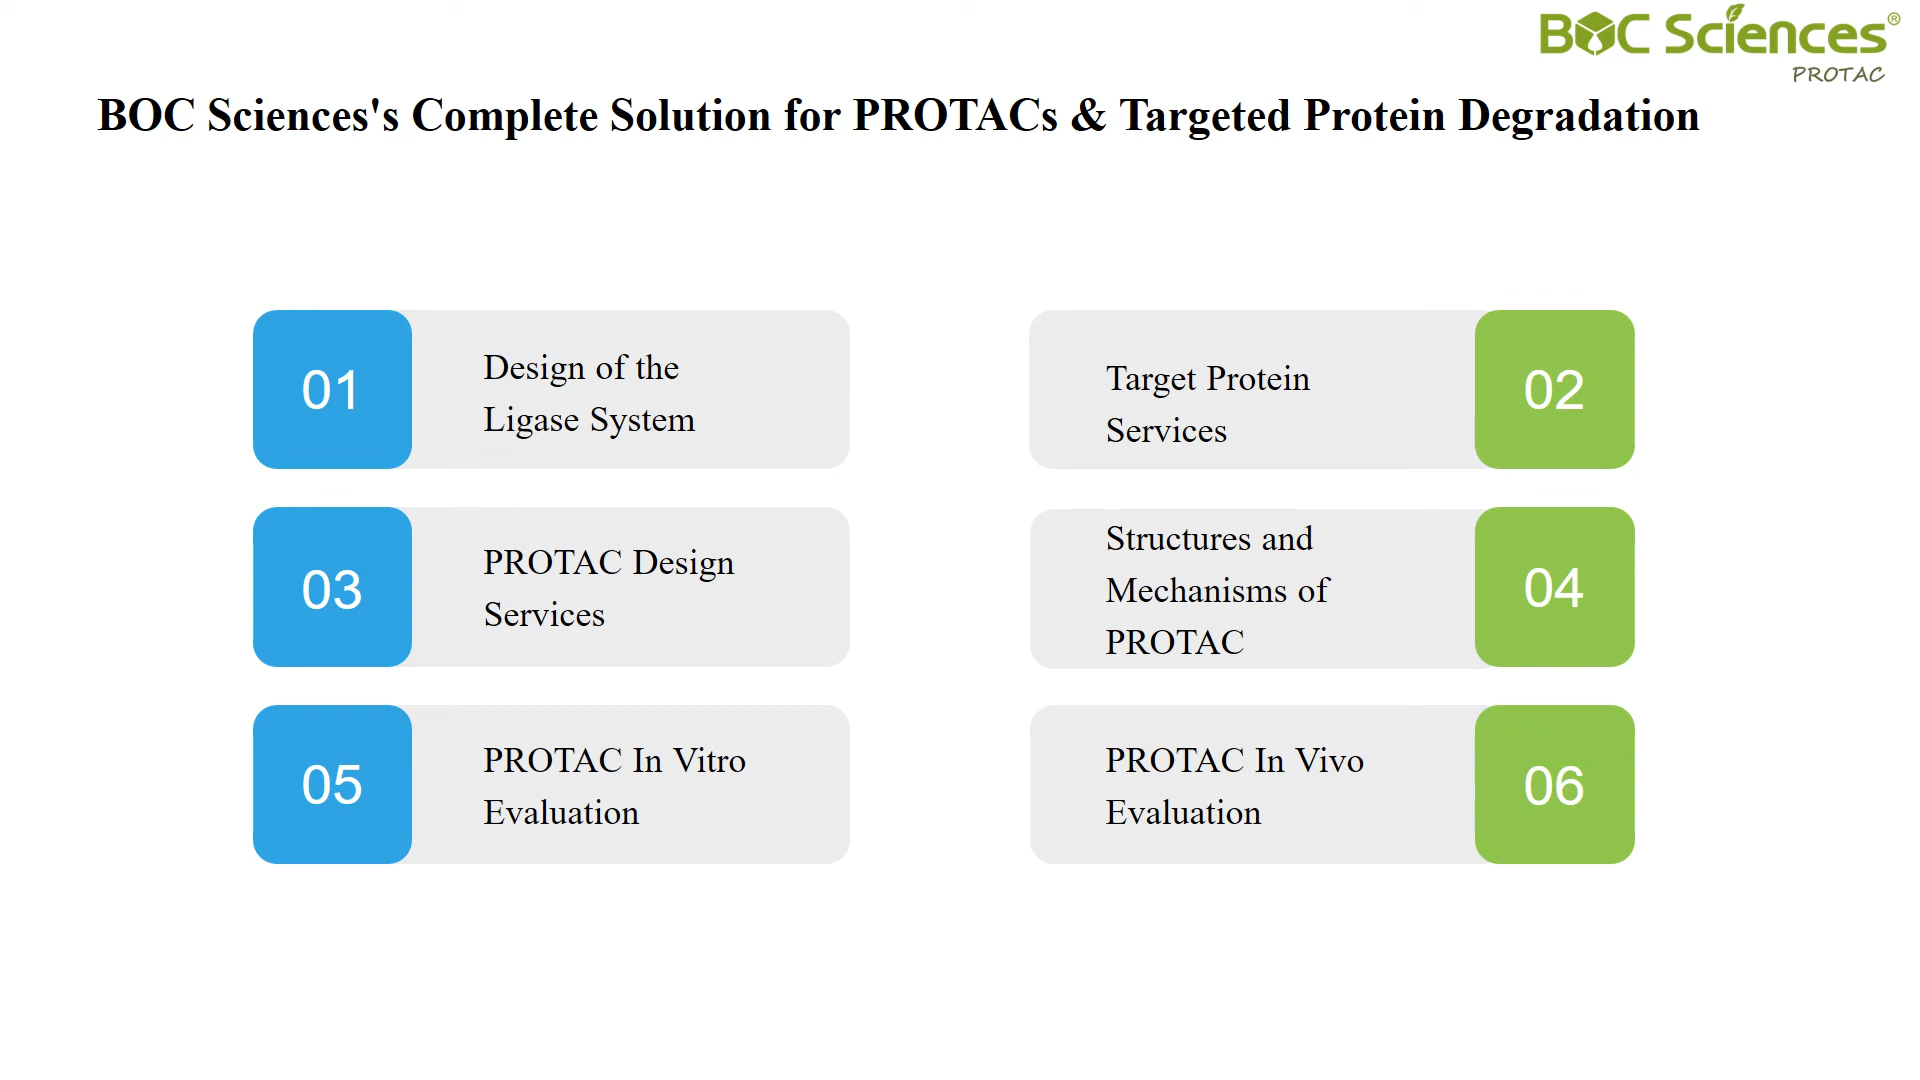 BOC Sciences®
PROTAC
BOC Sciences's Complete Solution for PROTACs & Targeted Protein Degradation
01
Design of the
Ligase System
Target Protein
Services
02
03
PROTAC Design
Services
Structures and
Mechanisms of
PROTAC
04
05
PROTAC In Vitro
Evaluation
PROTAC In Vivo
Evaluation
06